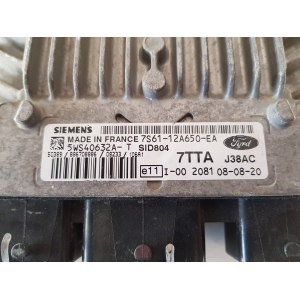 SIEMENS
MADE IN FRANCE 7S61-12A650-EA
5WS40632A- T SID804
Ford
7TTA J38AC
e11 I-00 2081 08-08-20